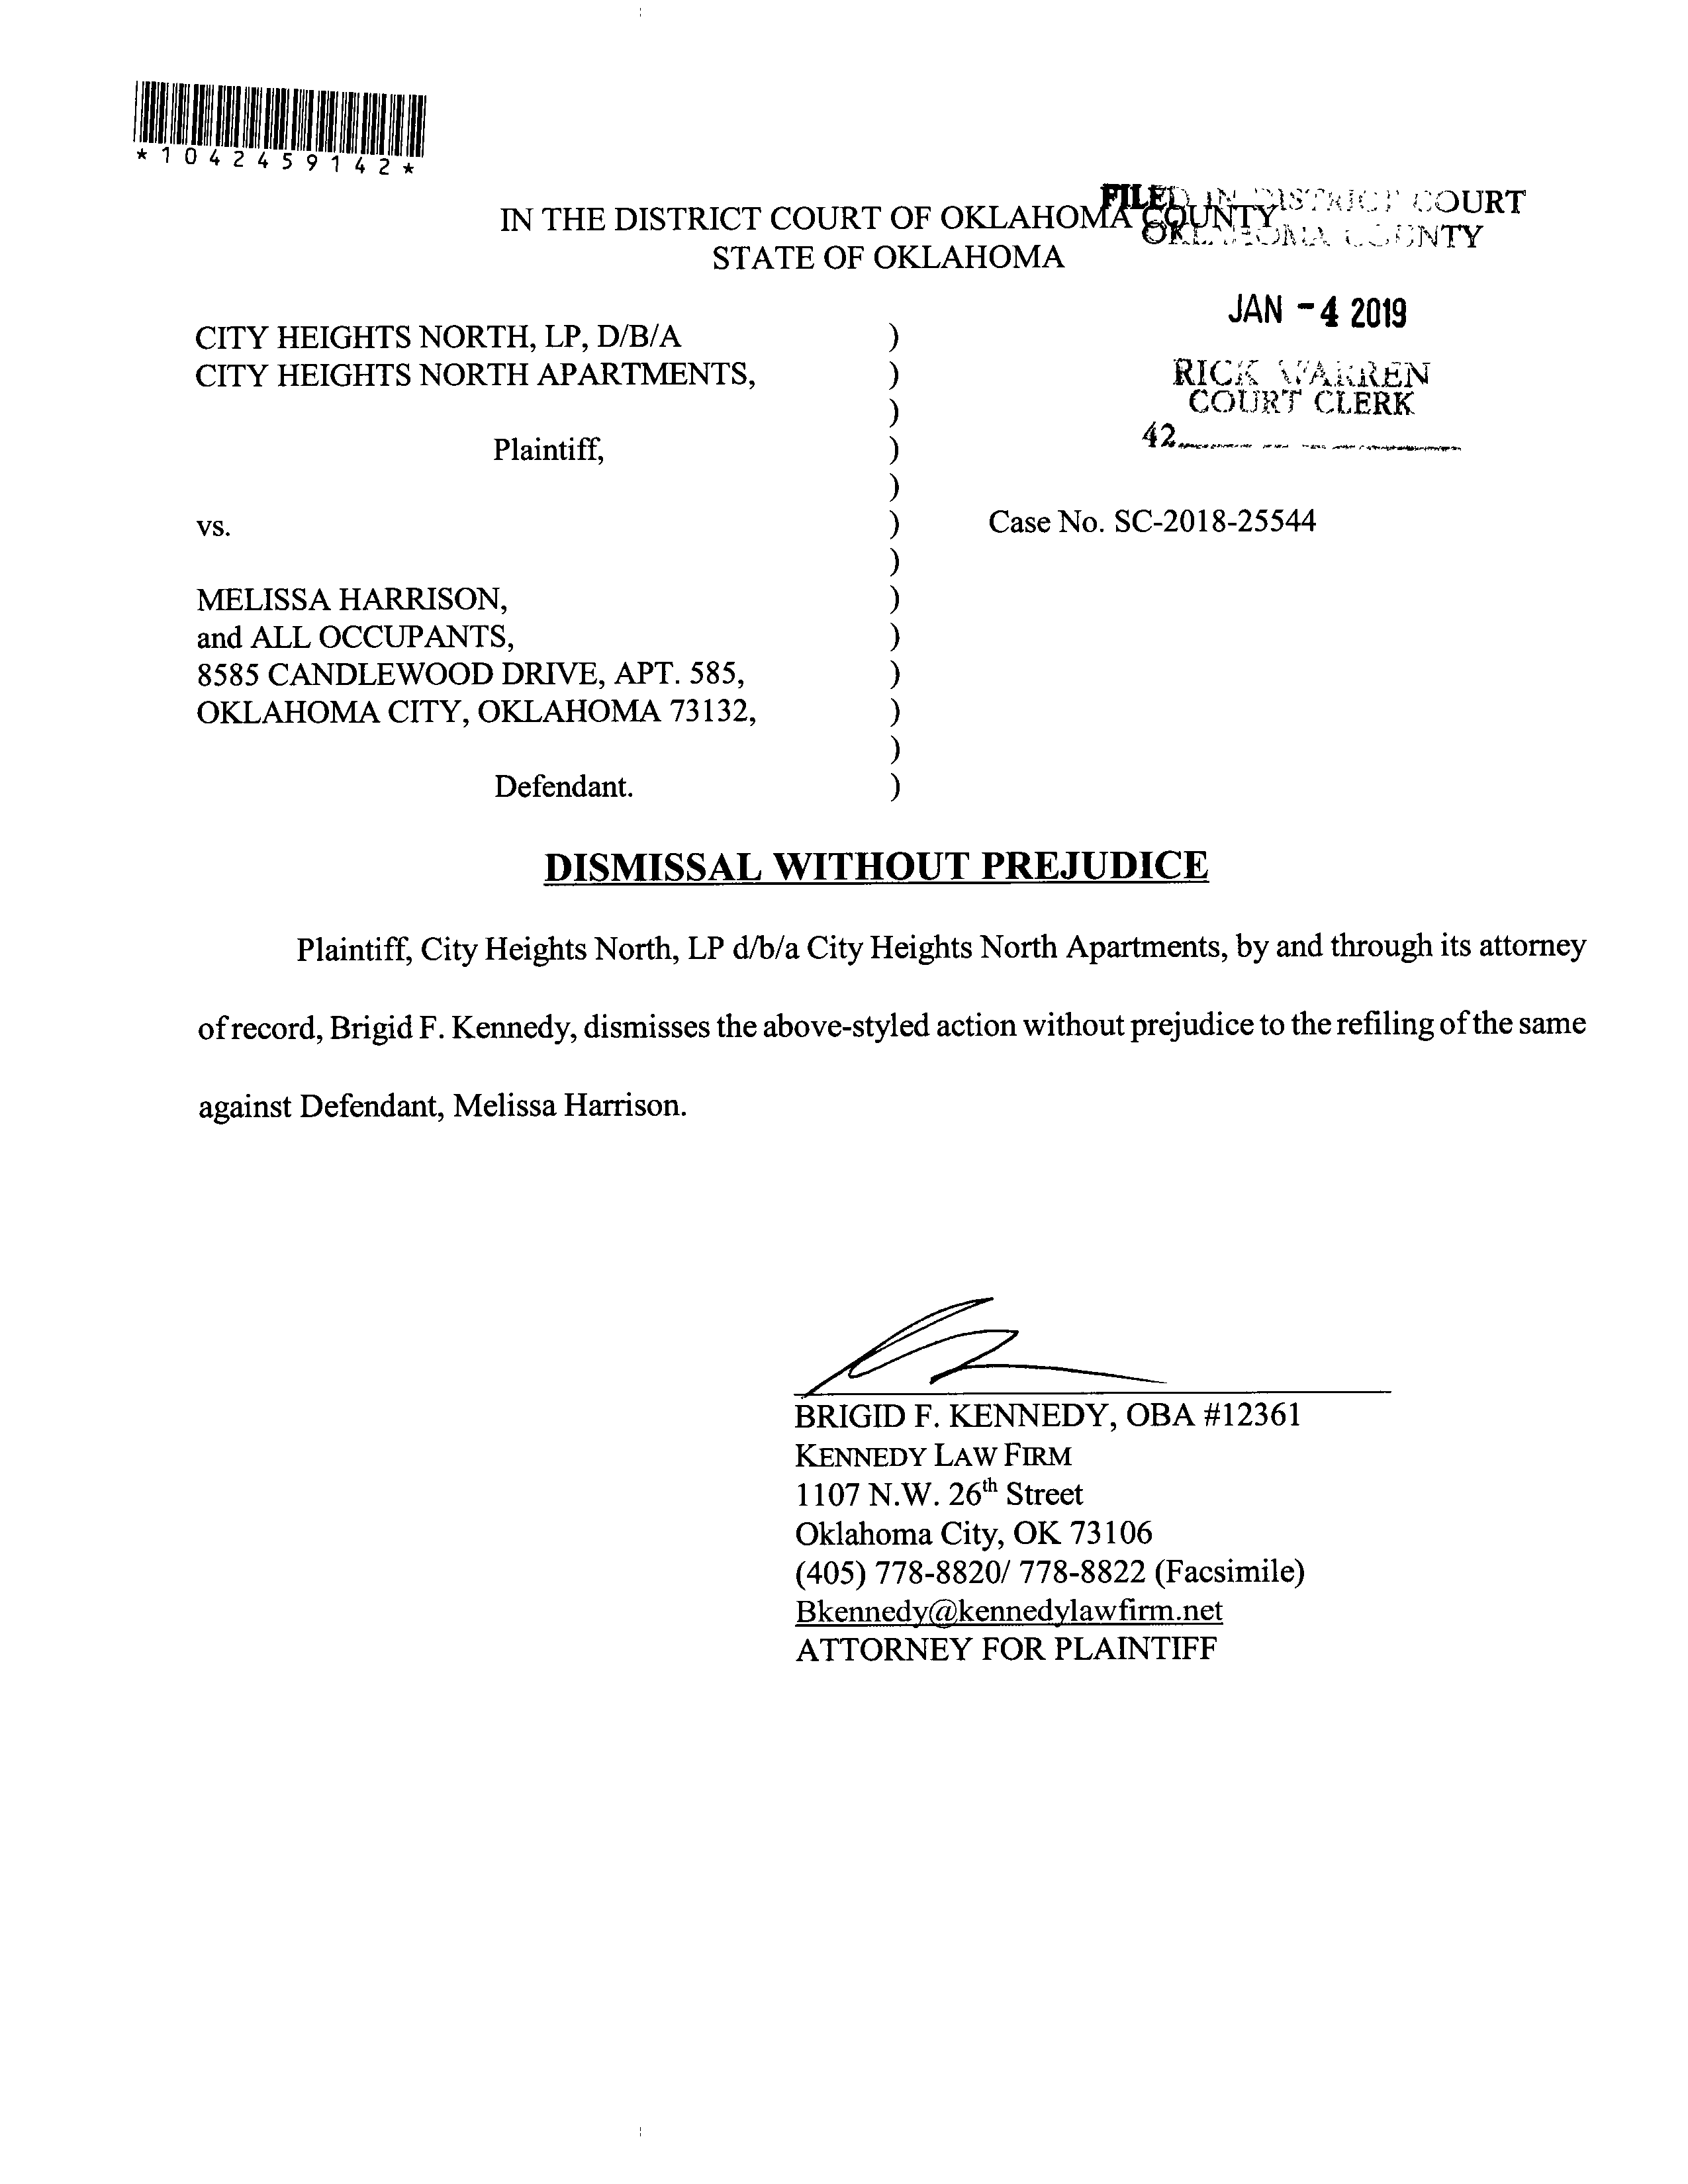 *1042459142*
FILED IN DISTRICT COURT
OKLAHOMA COUNTY
IN THE DISTRICT COURT OF OKLAHOMA COUNTY
STATE OF OKLAHOMA
JAN -4 2019
RICK WARREN
COURT CLERK
42
CITY HEIGHTS NORTH, LP, D/B/A )
CITY HEIGHTS NORTH APARTMENTS, )
)
Plaintiff, )
)
vs. ) Case No. SC-2018-25544
)
MELISSA HARRISON, )
and ALL OCCUPANTS, )
8585 CANDLEWOOD DRIVE, APT. 585, )
OKLAHOMA CITY, OKLAHOMA 73132, )
)
Defendant. )
DISMISSAL WITHOUT PREJUDICE
Plaintiff, City Heights North, LP d/b/a City Heights North Apartments, by and through its attorney
of record, Brigid F. Kennedy, dismisses the above-styled action without prejudice to the refiling of the same
against Defendant, Melissa Harrison.
BRIGID F. KENNEDY, OBA #12361
KENNEDY LAW FIRM
1107 N.W. 26th Street
Oklahoma City, OK 73106
(405) 778-8820/ 778-8822 (Facsimile)
Bkennedy@kennedylawfirm.net
ATTORNEY FOR PLAINTIFF